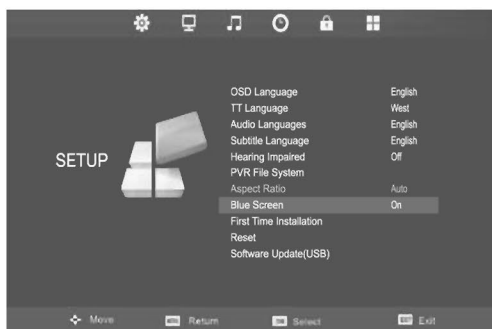 SETUP
OSD Language English
TT Language West
Audio Languages English
Subtitle Language English
Hearing Impaired Off
PVR File System
Aspect Ratio Auto
Blue Screen On
First Time Installation
Reset
Software Update(USB)
Move Return Select Exit